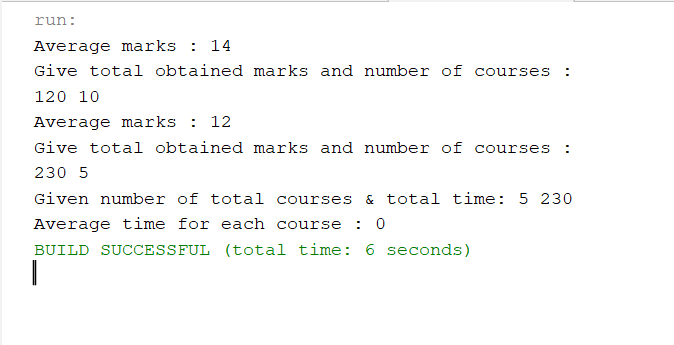 run:
Average marks : 14
Give total obtained marks and number of courses :
120 10
Average marks : 12
Give total obtained marks and number of courses :
230 5
Given number of total courses & total time: 5 230
Average time for each course : 0
BUILD SUCCESSFUL (total time: 6 seconds)